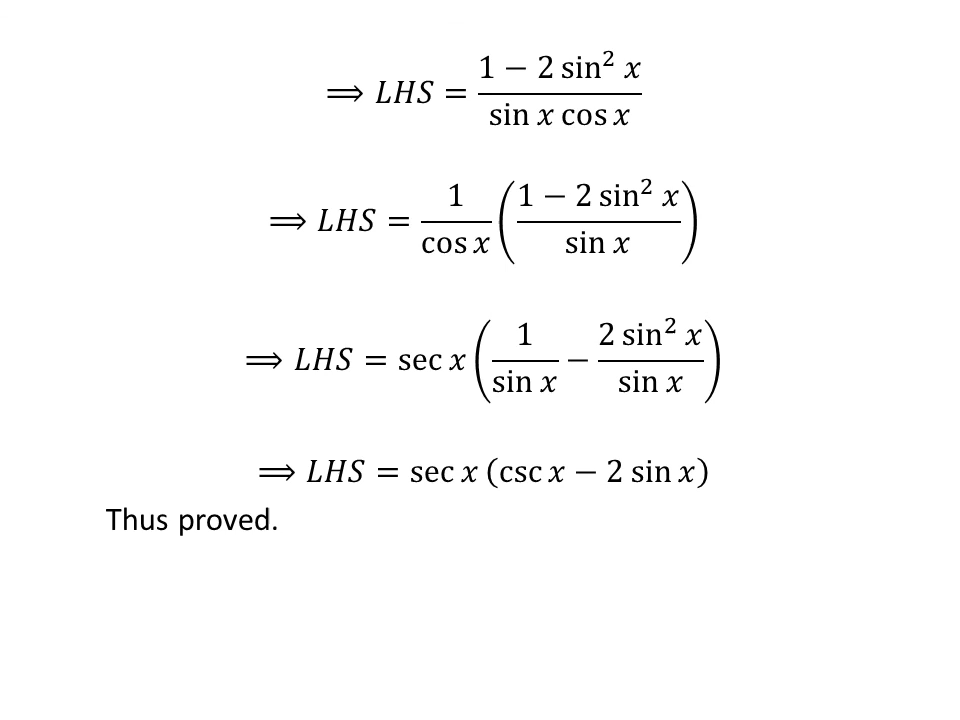 ⟹ LHS = (1 − 2 sin² x)/(sin x cos x)
⟹ LHS = 1/(cos x) ((1 − 2 sin² x)/(sin x))
⟹ LHS = sec x (1/(sin x) − (2 sin² x)/(sin x))
⟹ LHS = sec x (csc x − 2 sin x)
Thus proved.